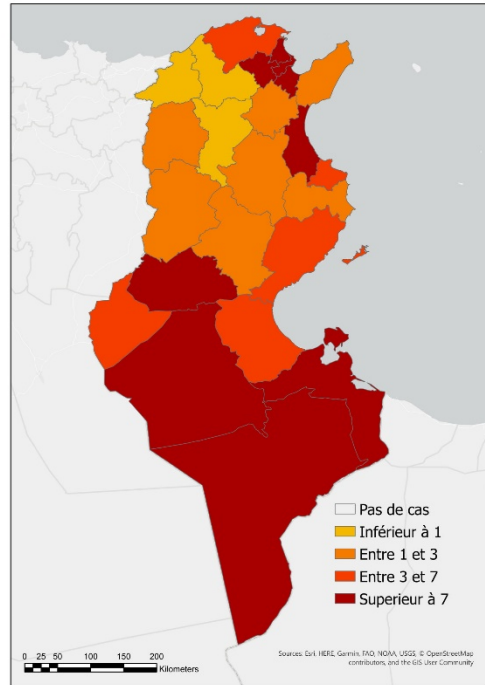 Pas de cas
Inférieur à 1
Entre 1 et 3
Entre 3 et 7
Superieur à 7
0 25 50 100 150 200
Kilometers
Sources: Esri, HERE, Garmin, FAO, NOAA, USGS, © OpenStreetMap
contributors, and the GIS User Community